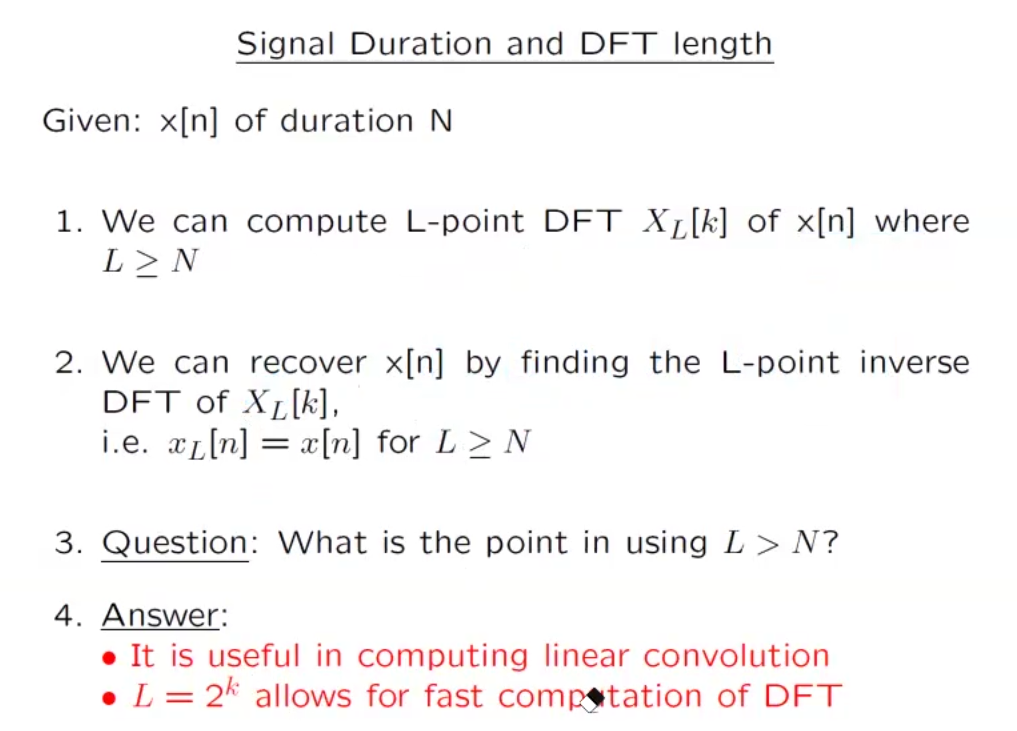 Signal Duration and DFT length
Given: x[n] of duration N
1. We can compute L-point DFT X_L[k] of x[n] where
L ≥ N
2. We can recover x[n] by finding the L-point inverse
DFT of X_L[k],
i.e. x_L[n] = x[n] for L ≥ N
3. Question: What is the point in using L > N?
4. Answer:
• It is useful in computing linear convolution
• L = 2^k allows for fast computation of DFT